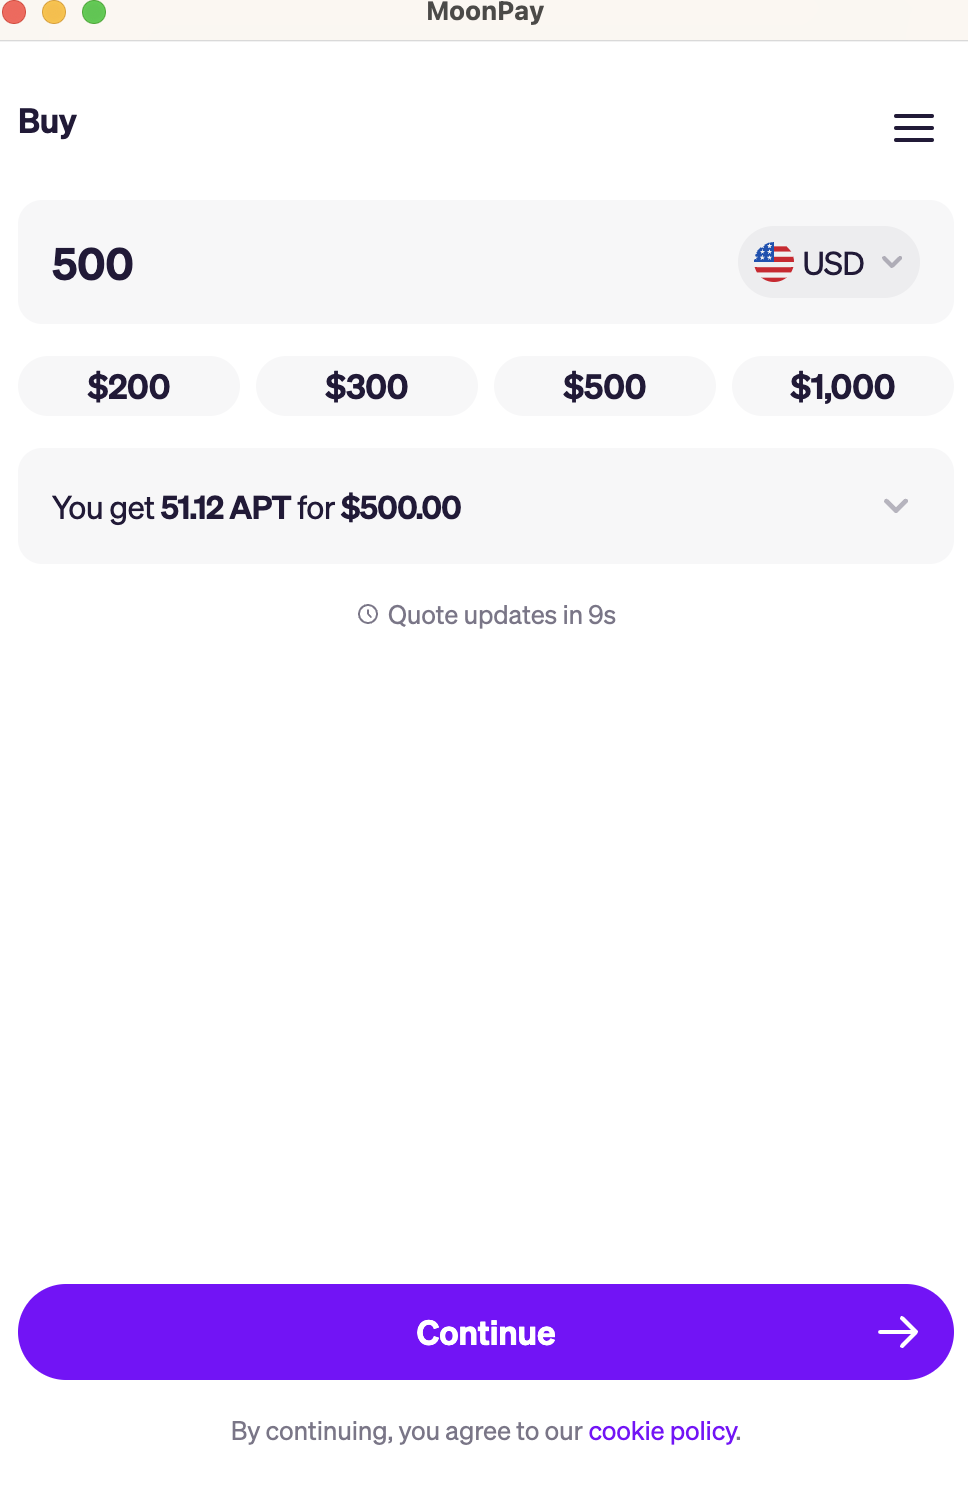 MoonPay
Buy
500
USD
$200 $300 $500 $1,000
You get 51.12 APT for $500.00
Quote updates in 9s
Continue
By continuing, you agree to our cookie policy.